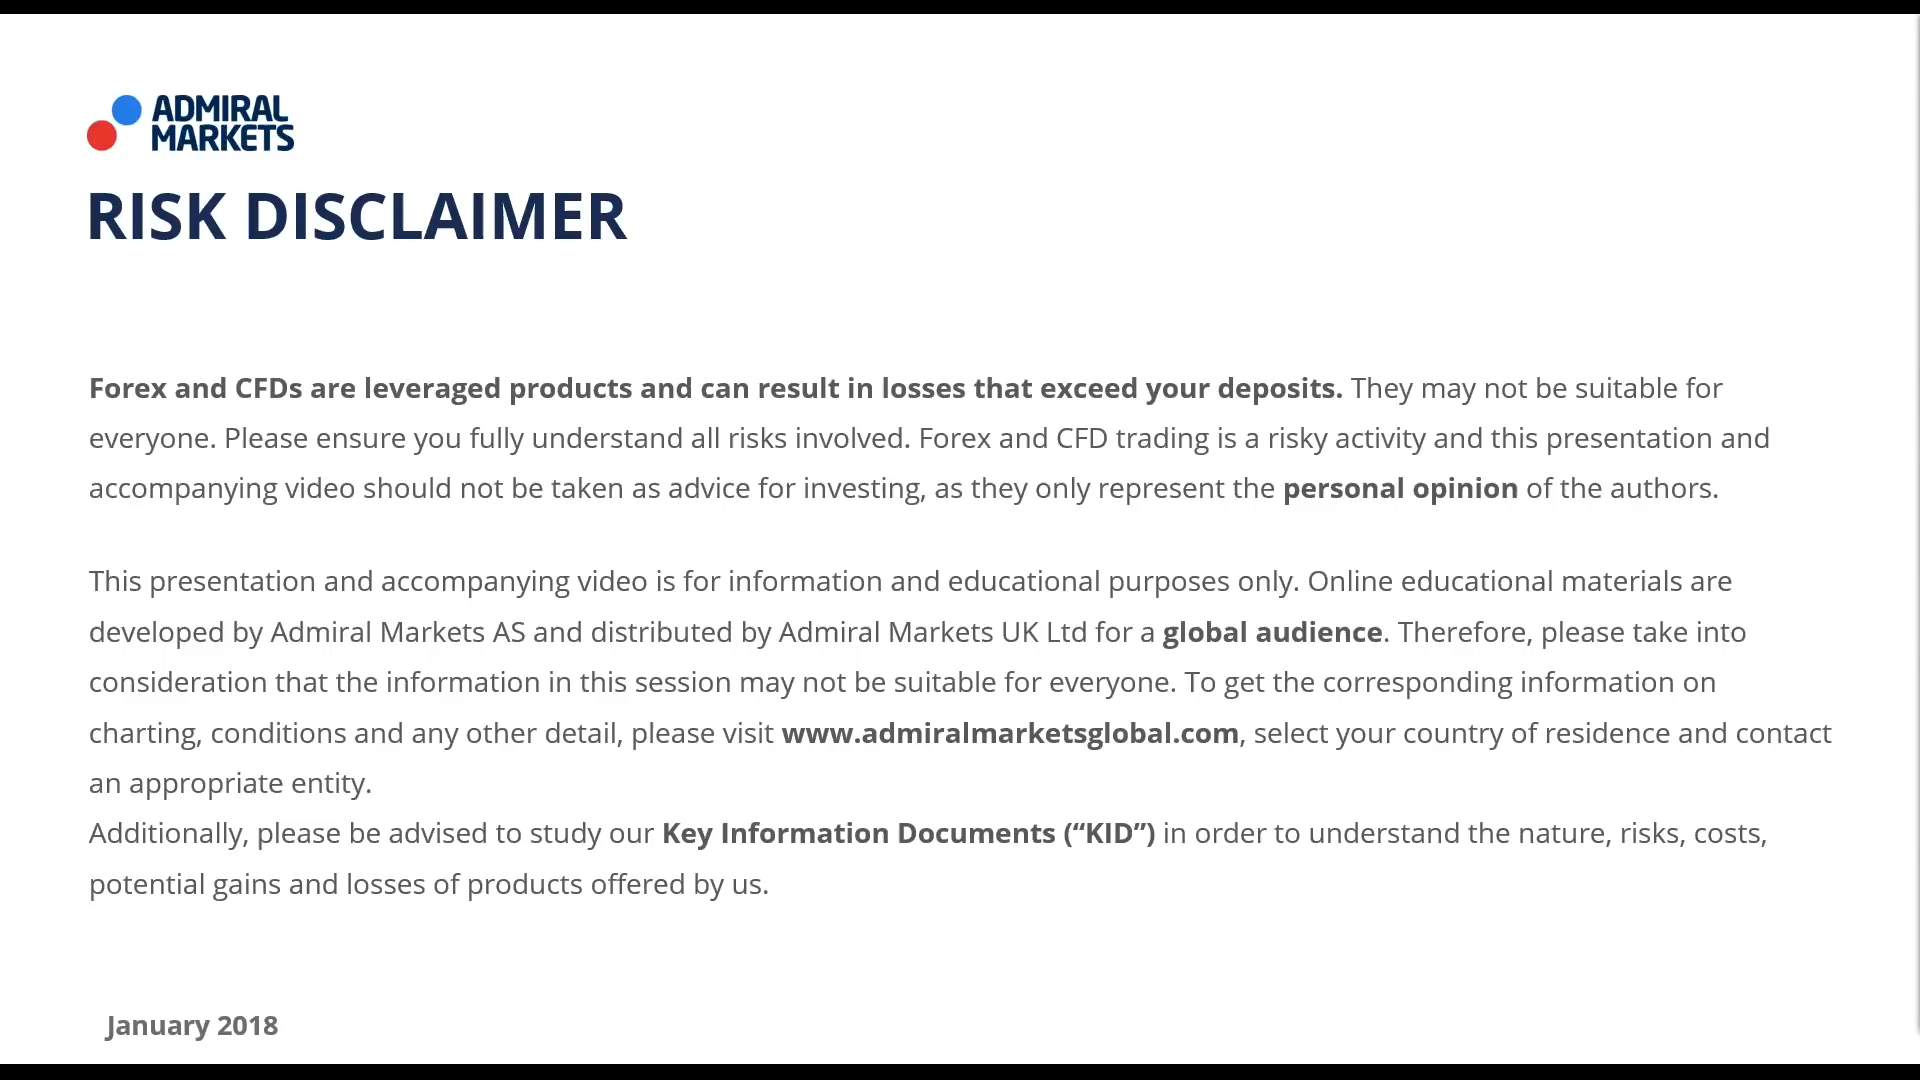 ADMIRAL
MARKETS
RISK DISCLAIMER
Forex and CFDs are leveraged products and can result in losses that exceed your deposits. They may not be suitable for
everyone. Please ensure you fully understand all risks involved. Forex and CFD trading is a risky activity and this presentation and
accompanying video should not be taken as advice for investing, as they only represent the personal opinion of the authors.
This presentation and accompanying video is for information and educational purposes only. Online educational materials are
developed by Admiral Markets AS and distributed by Admiral Markets UK Ltd for a global audience. Therefore, please take into
consideration that the information in this session may not be suitable for everyone. To get the corresponding information on
charting, conditions and any other detail, please visit www.admiralmarketsglobal.com, select your country of residence and contact
an appropriate entity.
Additionally, please be advised to study our Key Information Documents (“KID”) in order to understand the nature, risks, costs,
potential gains and losses of products offered by us.
January 2018